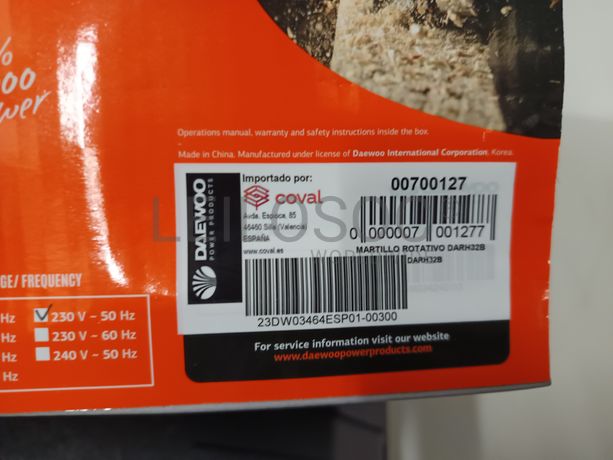 %
000
ower
Operations manual, warranty and safety instructions inside the box.
Made in China. Manufactured under license of Daewoo International Corporation, Korea.
DAEWOO
POWER PRODUCTS
Importado por:
coval
Avda. Espioca, 85
46460 Silla (Valencia)
ESPAÑA
www.coval.es
00700127
0 000007 001277
MARTILLO ROTATIVO DARH32B
DARH32B
23DW03464ESP01-00300
GE/ FREQUENCY
Hz
230 V ~ 50 Hz
Hz
230 V ~ 60 Hz
Hz
240 V ~ 50 Hz
Hz
For service information visit our website
www.daewoopowerproducts.com